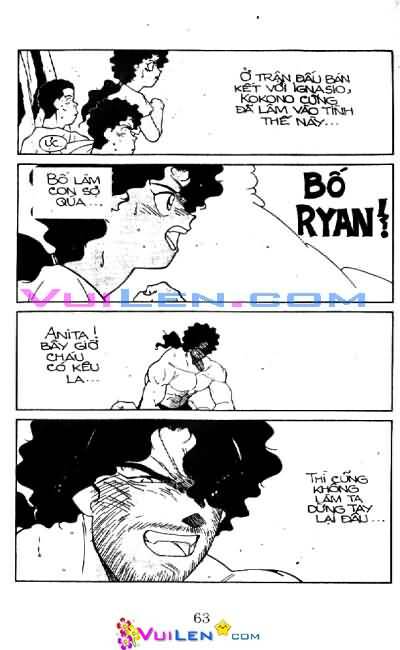 Ở TRẬN ĐẤU BÁN
KẾT VỚI IGNASIO,
KOKONO CŨNG
ĐÃ LÂM VÀO TÌNH
THẾ NẦY...
ÚC
BỐ LÀM
CON SỢ
QUÁ...
BỐ
RYAN!
VUILEN.COM
ANITA!
BÂY GIỜ
CHÁU
CÓ KÊU
LA...
THÌ CŨNG
KHÔNG
LÀM TA
DỪNG TAY
LẠI ĐÂU...
63
VUILEN.COM